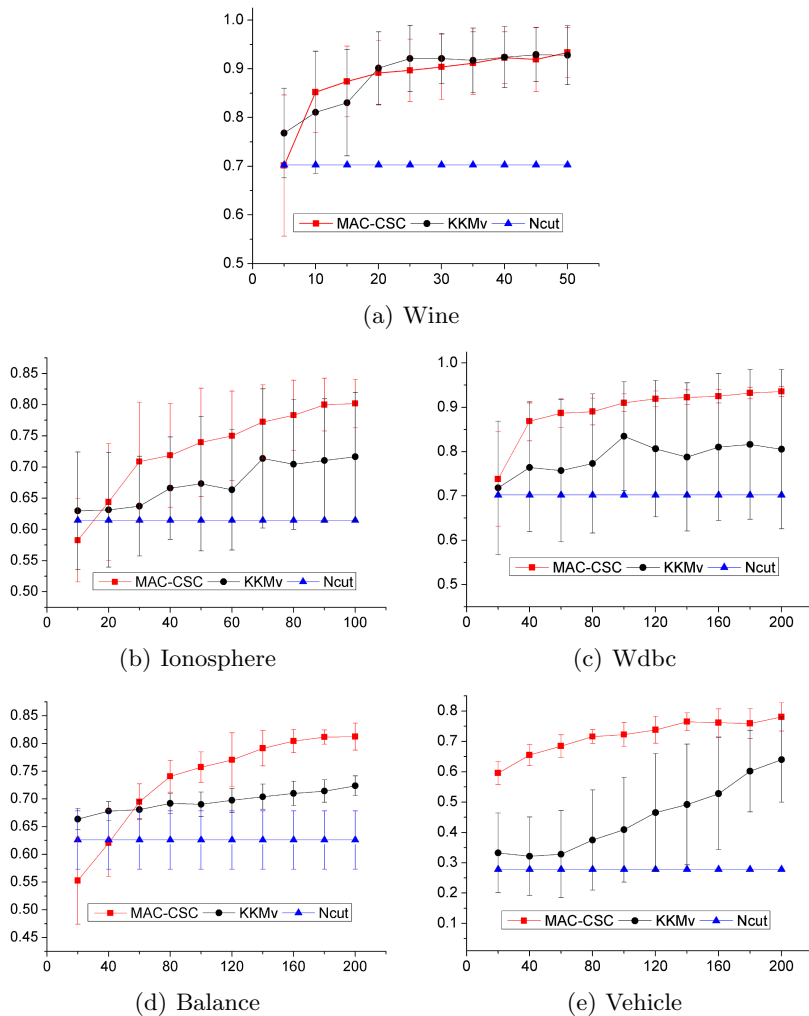 1.0
0.9
0.8
0.7
0.6
0.5
MAC-CSC KKMv Ncut
0 10 20 30 40 50
(a) Wine
0.85
0.80
0.75
0.70
0.65
0.60
0.55
0.50
MAC-CSC KKMv Ncut
0 20 40 60 80 100
(b) Ionosphere
1.0
0.9
0.8
0.7
0.6
0.5
MAC-CSC KKMv Ncut
0 40 80 120 160 200
(c) Wdbc
0.85
0.80
0.75
0.70
0.65
0.60
0.55
0.50
0.45
MAC-CSC KKMv Ncut
0 40 80 120 160 200
(d) Balance
0.8
0.7
0.6
0.5
0.4
0.3
0.2
0.1
MAC-CSC KKMv Ncut
0 40 80 120 160 200
(e) Vehicle